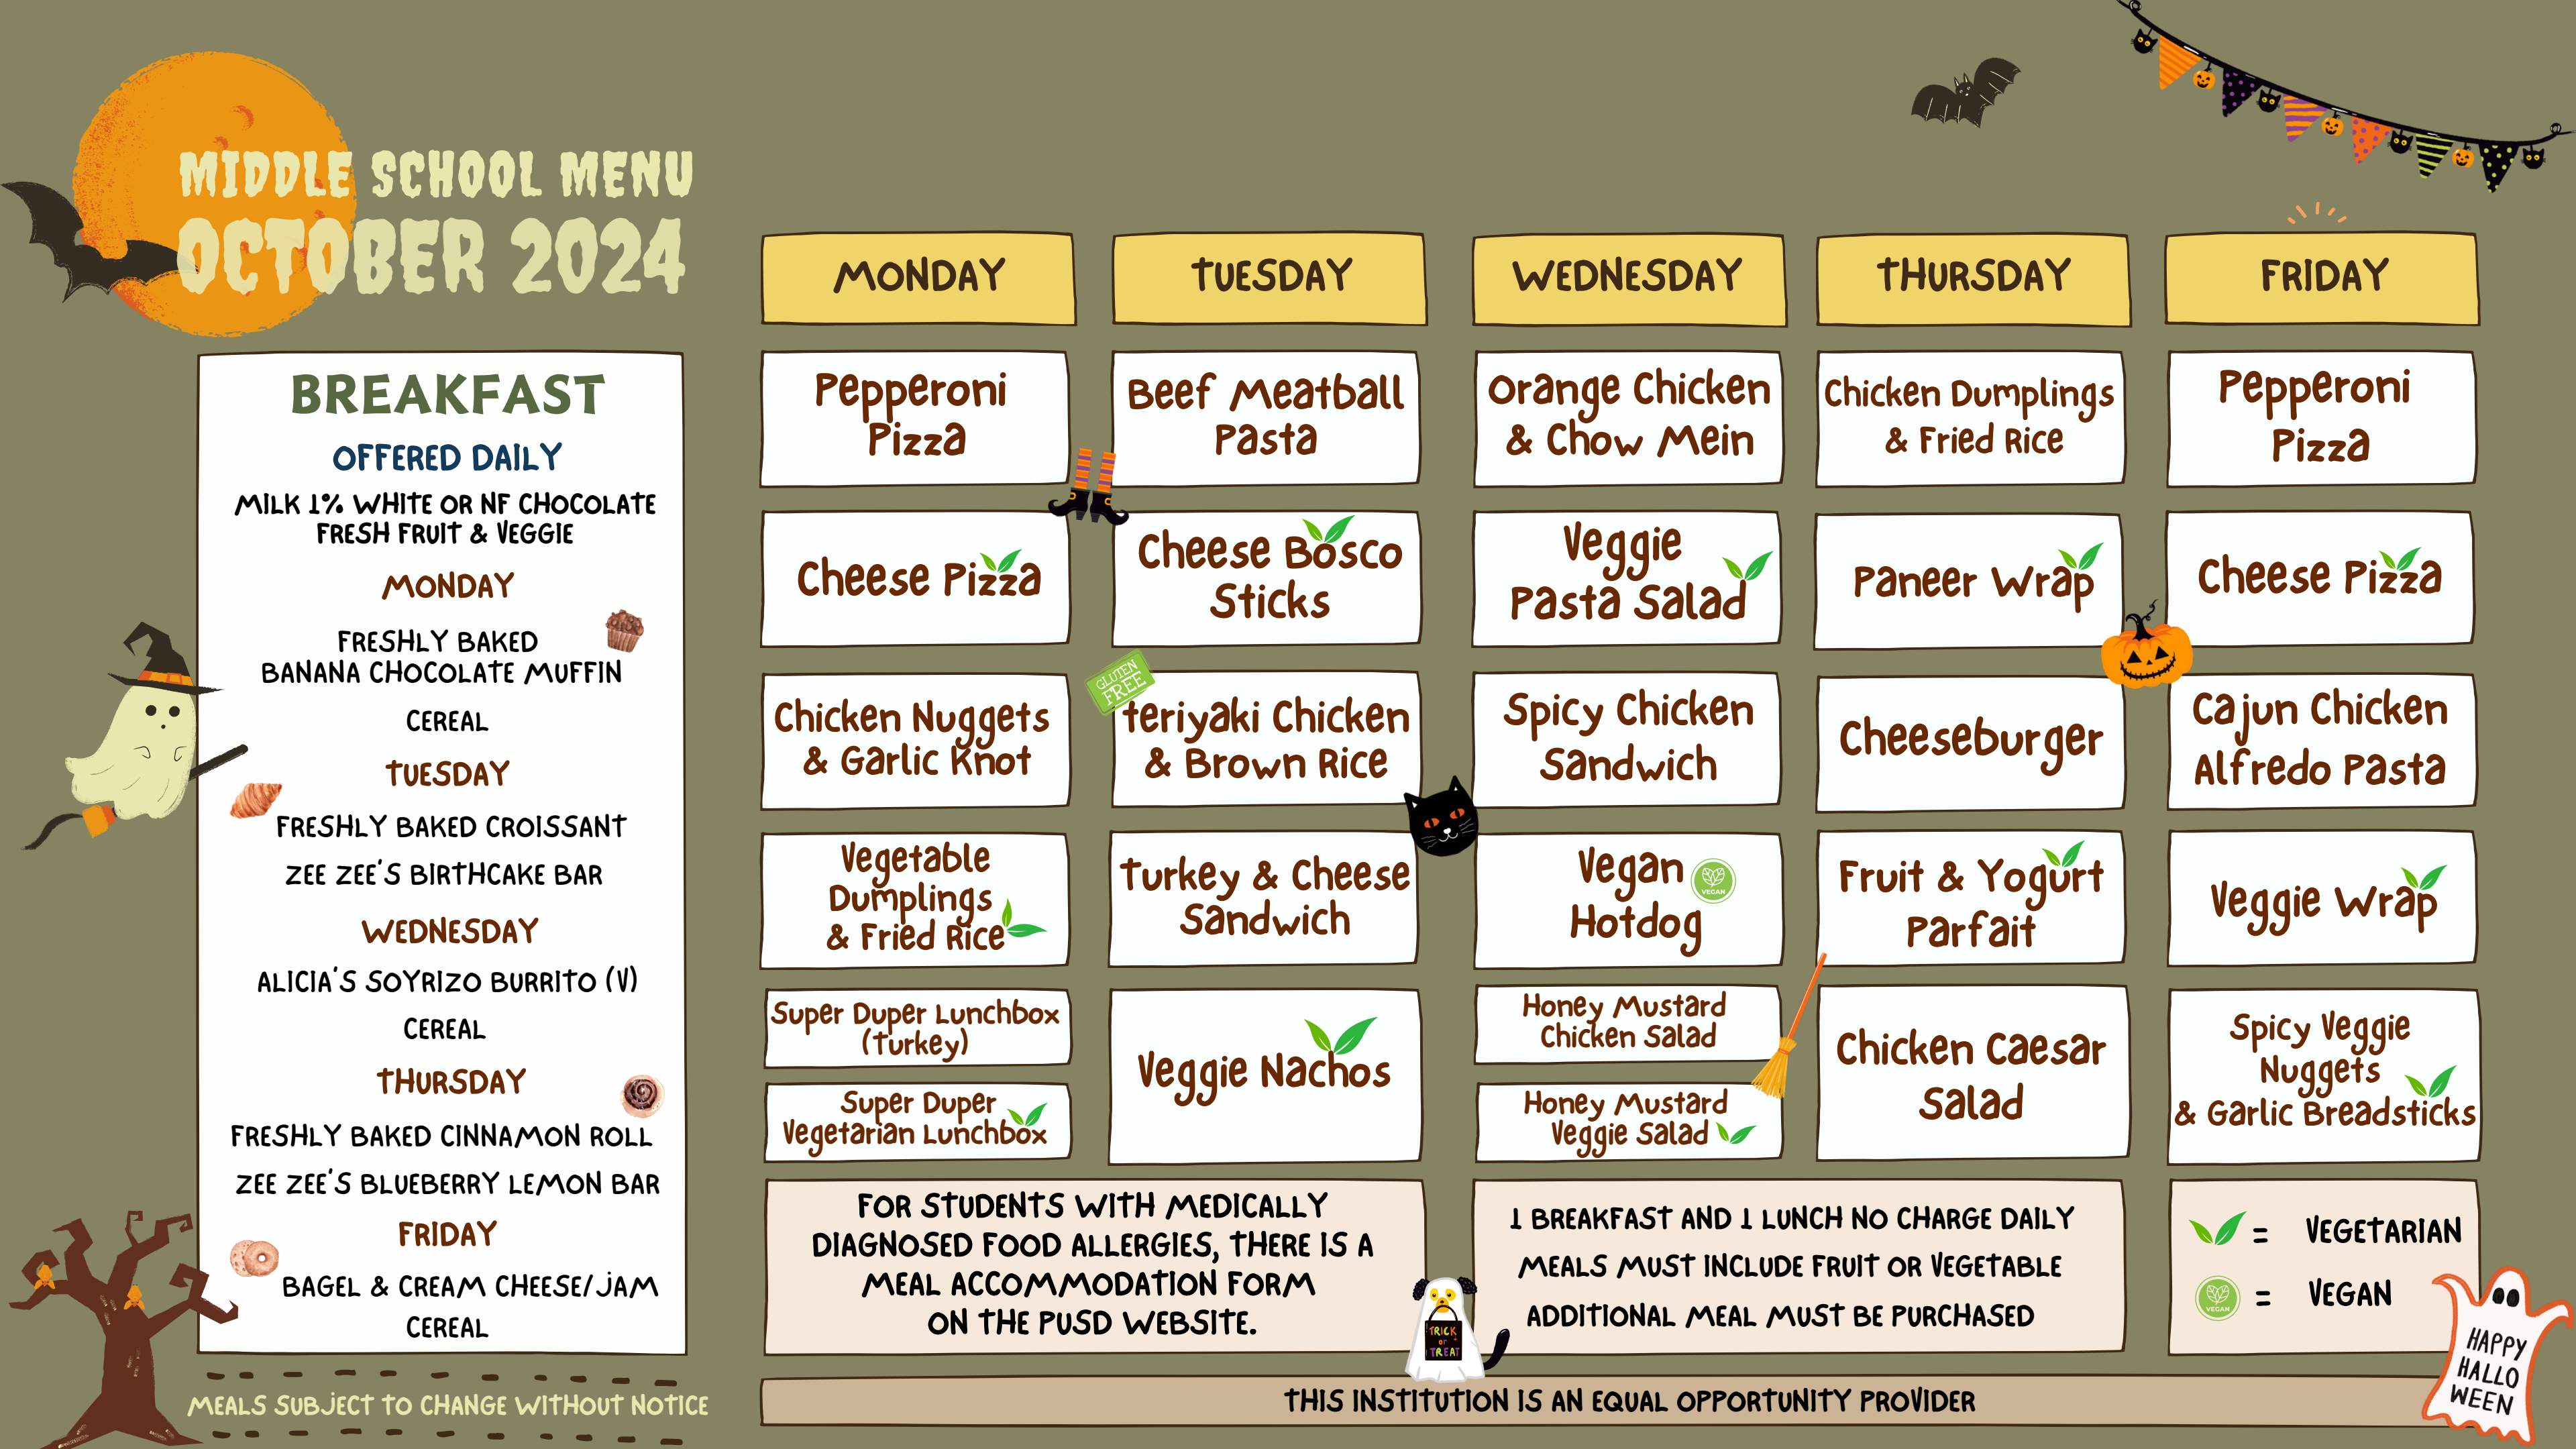 MIDDLE SCHOOL MENU
OCTOBER 2024
BREAKFAST
OFFERED DAILY
MILK 1% WHITE OR NF CHOCOLATE
FRESH FRUIT & VEGGIE
MONDAY
FRESHLY BAKED
BANANA CHOCOLATE MUFFIN
CEREAL
TUESDAY
FRESHLY BAKED CROISSANT
ZEE ZEE'S BIRTHCAKE BAR
WEDNESDAY
ALICIA'S SOYRIZO BURRITO (V)
CEREAL
THURSDAY
FRESHLY BAKED CINNAMON ROLL
ZEE ZEE'S BLUEBERRY LEMON BAR
FRIDAY
BAGEL & CREAM CHEESE/JAM
CEREAL
MEALS SUBJECT TO CHANGE WITHOUT NOTICE
MONDAY
Pepperoni
Pizza
Cheese Pizza
Chicken Nuggets
& Garlic Knot
Vegetable
Dumplings
& Fried Rice
Super Duper Lunchbox
(Turkey)
Super Duper
Vegetarian Lunchbox
TUESDAY
Beef Meatball
Pasta
Cheese Bosco
Sticks
GLUTEN
FREE
Teriyaki Chicken
& Brown Rice
Turkey & Cheese
Sandwich
Veggie Nachos
WEDNESDAY
Orange Chicken
& Chow Mein
Veggie
Pasta Salad
Spicy Chicken
Sandwich
Vegan
VEGAN
Hotdog
Honey Mustard
Chicken Salad
Honey Mustard
Veggie Salad
THURSDAY
Chicken Dumplings
& Fried Rice
Paneer Wrap
Cheeseburger
Fruit & Yogurt
Parfait
Chicken Caesar
Salad
FRIDAY
Pepperoni
Pizza
Cheese Pizza
Cajun Chicken
Alfredo Pasta
Veggie Wrap
Spicy Veggie
Nuggets
& Garlic Breadsticks
FOR STUDENTS WITH MEDICALLY
DIAGNOSED FOOD ALLERGIES, THERE IS A
MEAL ACCOMMODATION FORM
ON THE PUSD WEBSITE.
TRICK
or
TREAT
1 BREAKFAST AND 1 LUNCH NO CHARGE DAILY
MEALS MUST INCLUDE FRUIT OR VEGETABLE
ADDITIONAL MEAL MUST BE PURCHASED
= VEGETARIAN
VEGAN
= VEGAN
HAPPY
HALLO
WEEN
THIS INSTITUTION IS AN EQUAL OPPORTUNITY PROVIDER